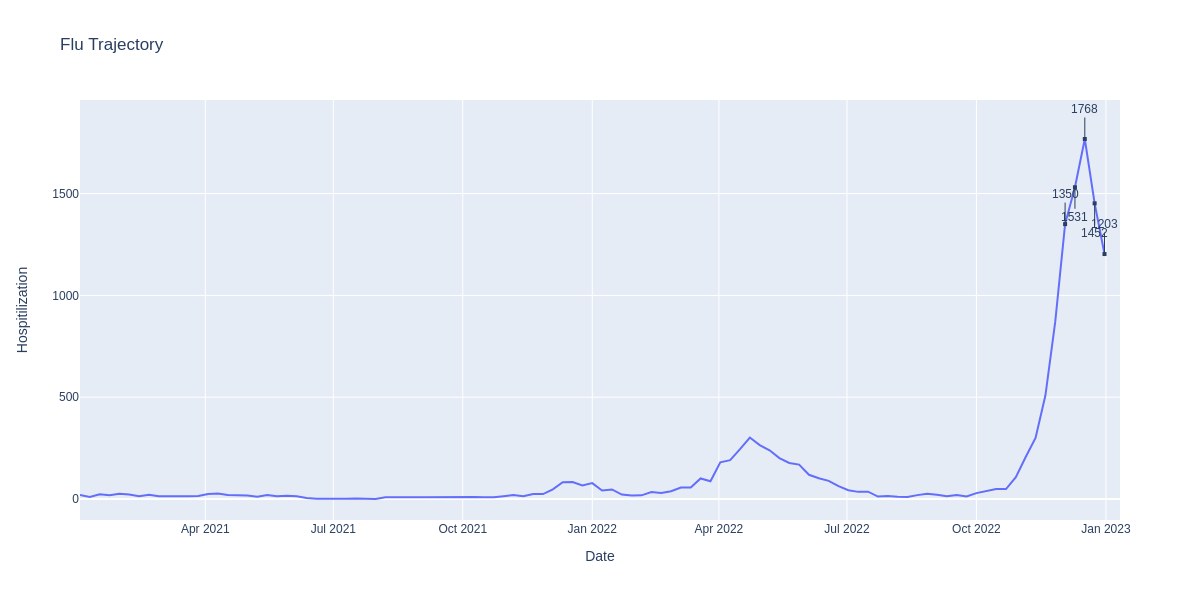 Flu Trajectory
1768
1350
1531
1203
1452
1500
1000
500
0
Hospitilization
Apr 2021
Jul 2021
Oct 2021
Jan 2022
Apr 2022
Jul 2022
Oct 2022
Jan 2023
Date